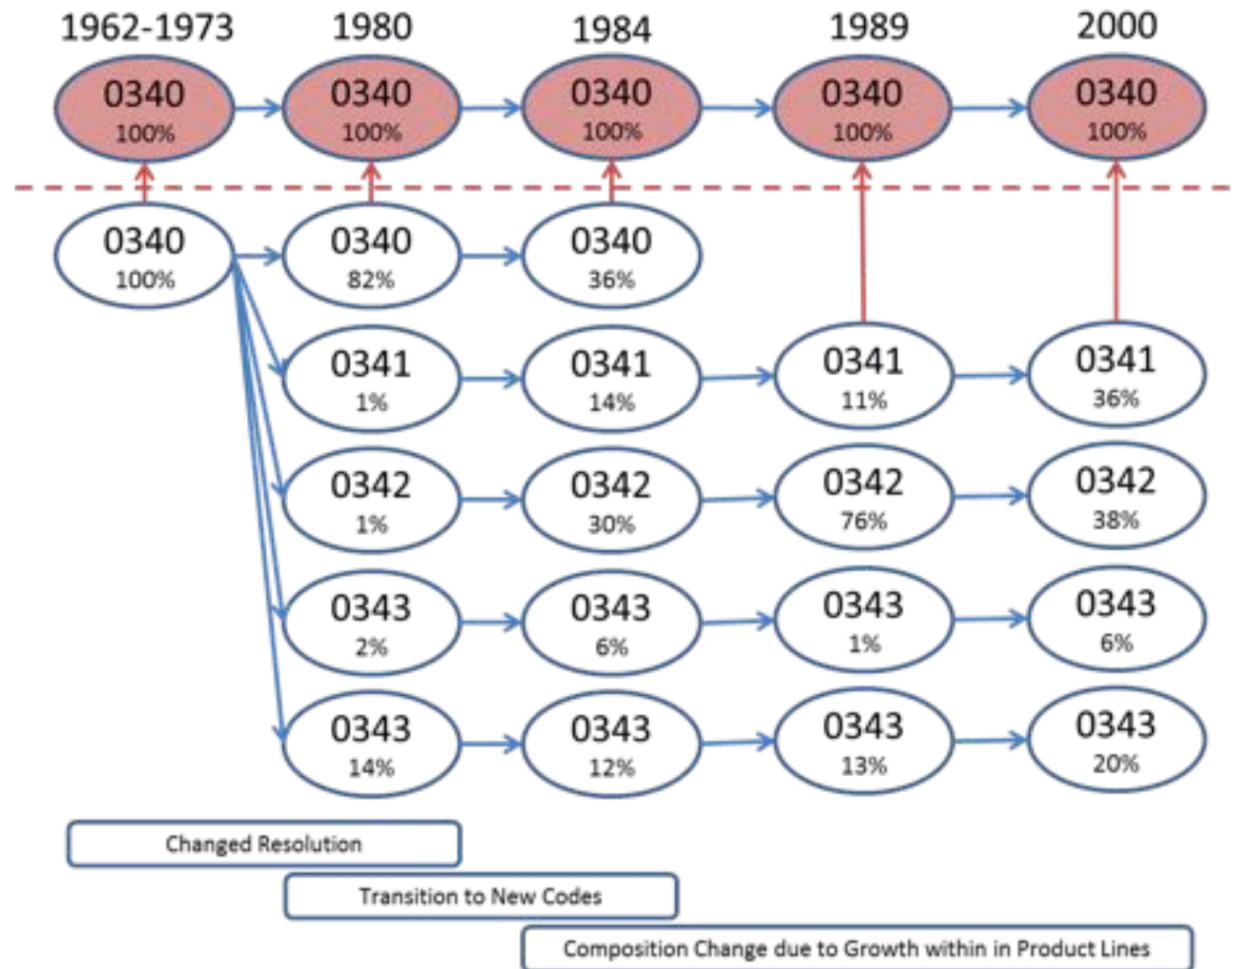 1962-1973 1980 1984 1989 2000
0340 0340 0340 0340 0340
100% 100% 100% 100% 100%
0340 0340 0340
100% 82% 36%
0341 0341 0341 0341
1% 14% 11% 36%
0342 0342 0342 0342
1% 30% 76% 38%
0343 0343 0343 0343
2% 6% 1% 6%
0343 0343 0343 0343
14% 12% 13% 20%
Changed Resolution
Transition to New Codes
Composition Change due to Growth within in Product Lines